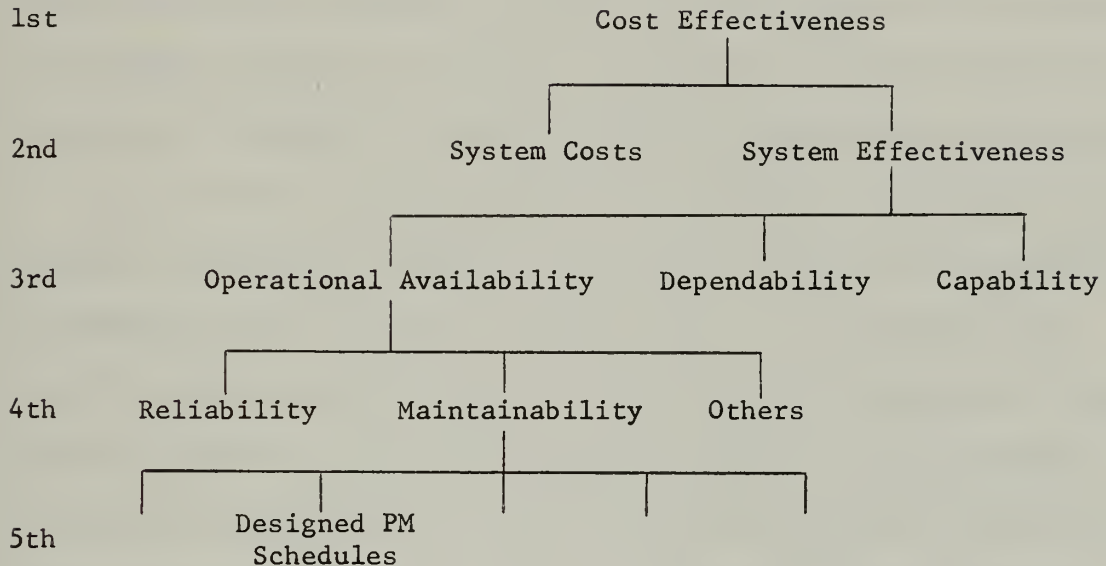 1st Cost Effectiveness
2nd System Costs System Effectiveness
3rd Operational Availability Dependability Capability
4th Reliability Maintainability Others
Designed PM
5th
Schedules